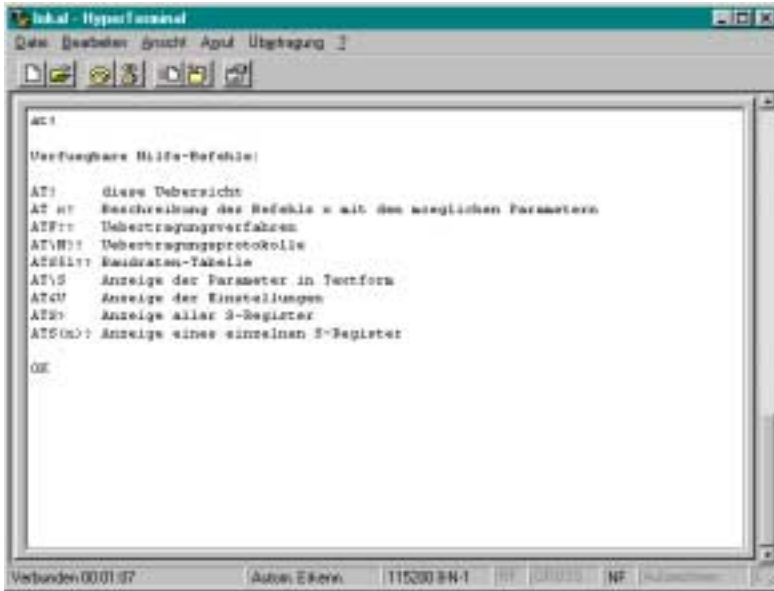 lokal - HyperTerminal
Datei Bearbeiten Ansicht Anruf Übertragung ?
at?
Verfuegbare Hilfe-Befehle:
AT? diese Uebersicht
AT x? Beschreibung des Befehls x mit den moeglichen Parametern
ATF?? Uebertragungsverfahren
AT\N?? Uebertragungsprotokolle
Baudraten-Tabelle
AT\S Anzeige der Parameter in Textform
AT&V Anzeige der Einstellungen
ATS? Anzeige aller S-Register
ATS(n)? Anzeige eines einzelnen S-Register
OK
Verbunden 00:01:07 Autom. Erkenn. 115200 8-N-1 RF GROSS NF Aufzeichnen